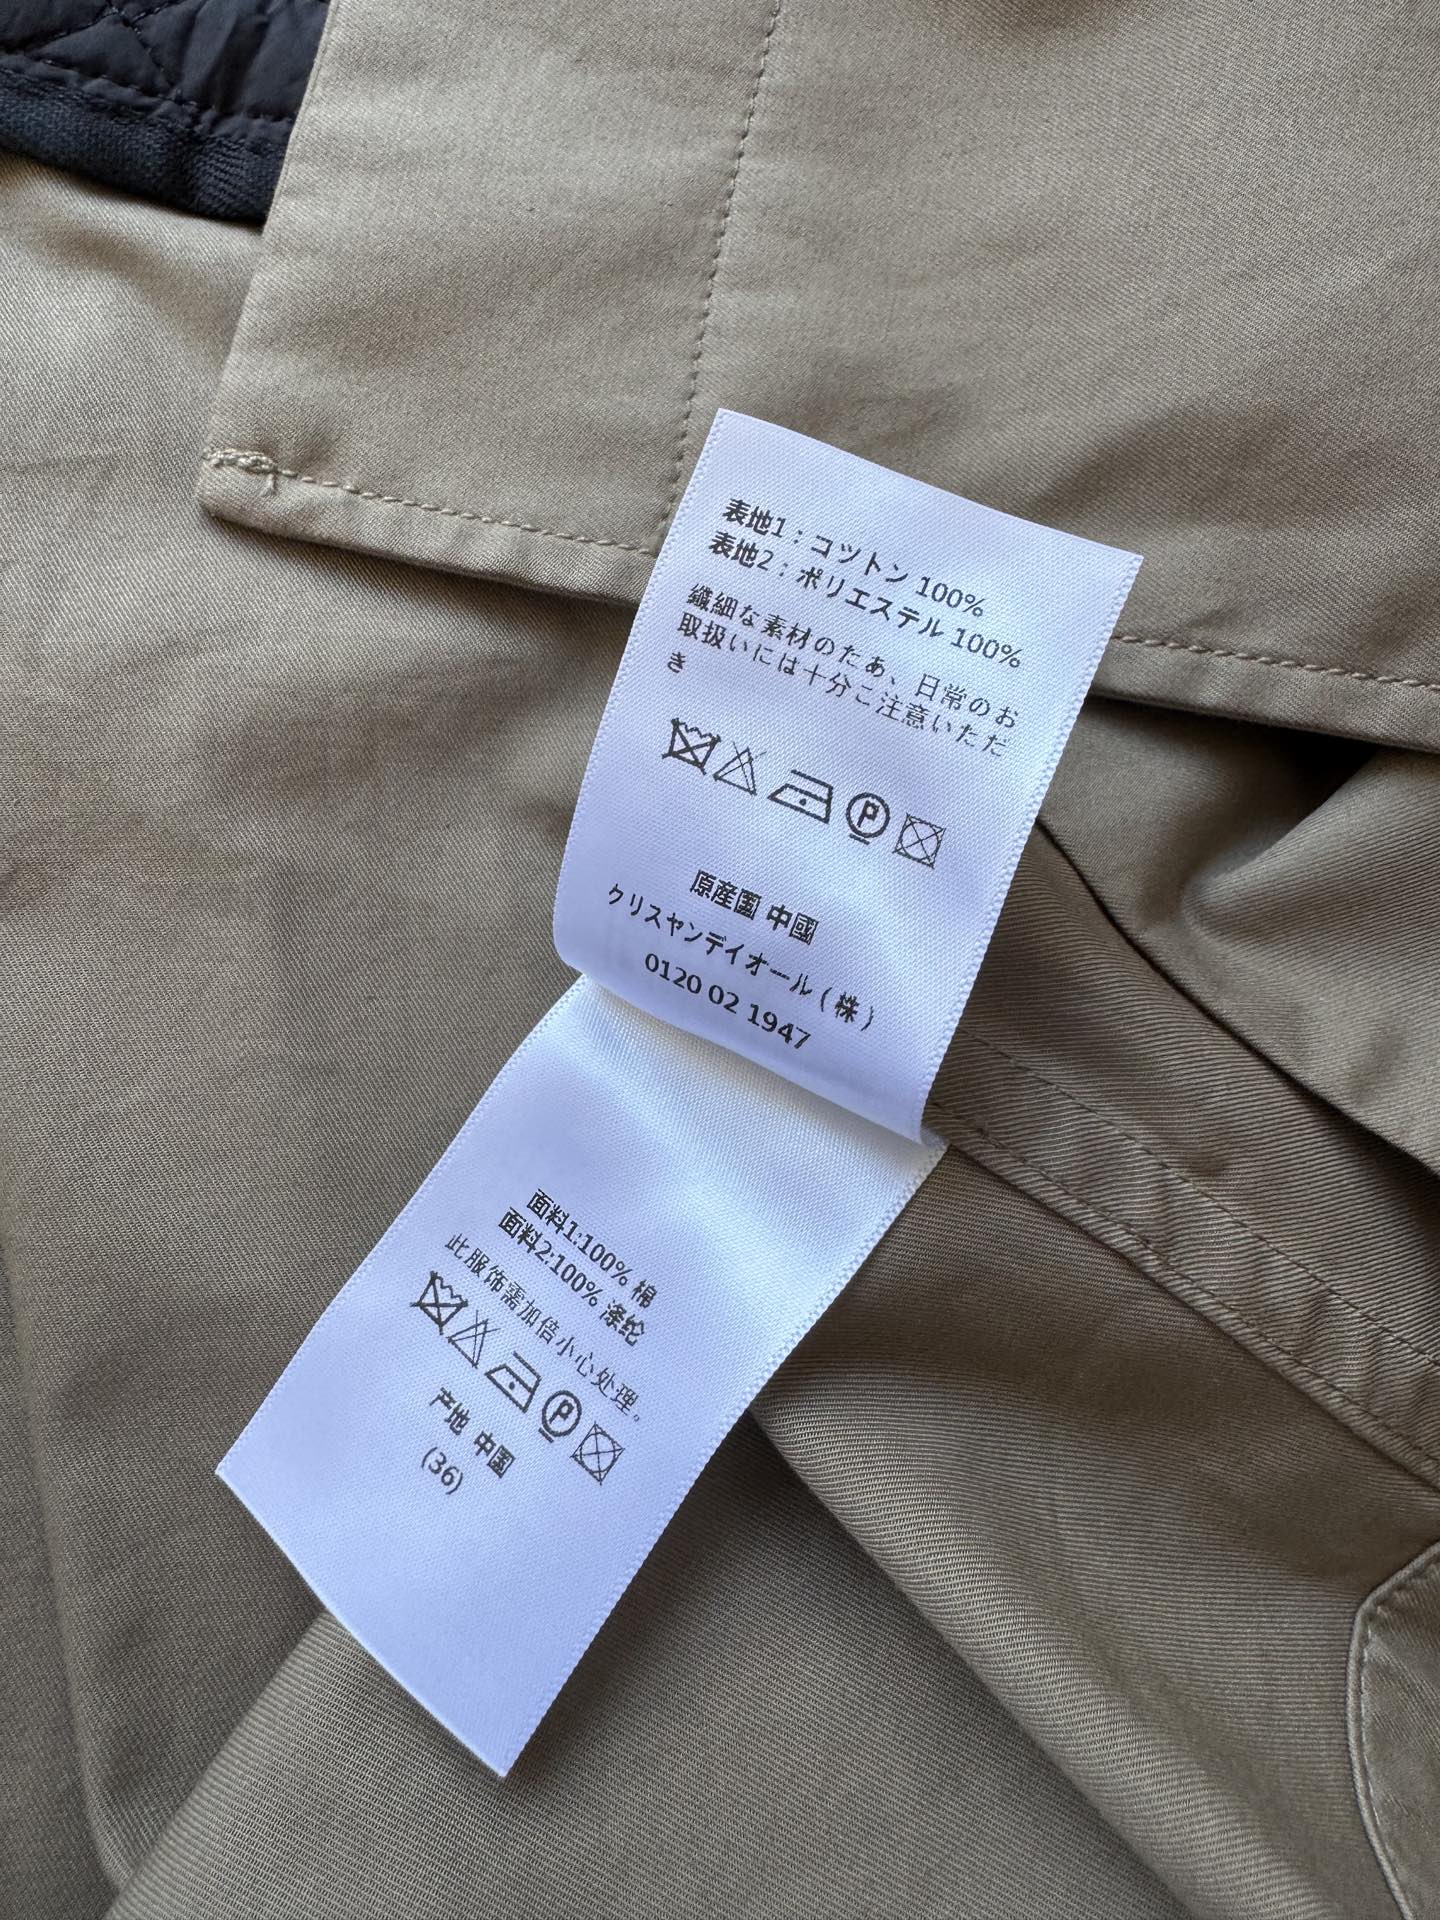 表地1：コツトン 100%
表地2：ポリエステル 100%
繊細な素材のたぁ、日常のお
取扱いには十分こ注意いただ
き
P
原産国 中國
クリスヤンデイオール（株）
0120 02 1947
面料1:100% 棉
面料2:100% 涤纶
此服饰需加倍小心处理。
P
产地 中国
(36)